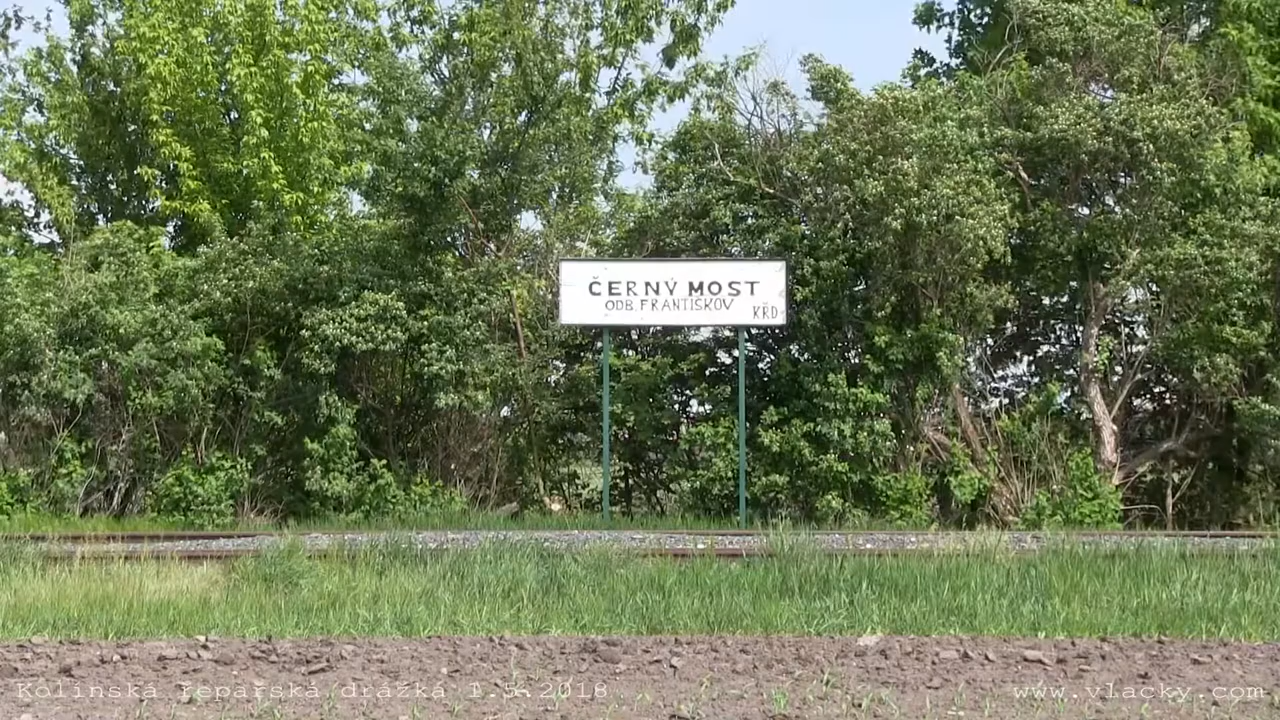 ČERNÝ MOST
ODB. FRANTIŠKOV
KŘD
Kolínská řepařská drážka 1.5.2018
www.vlacky.com